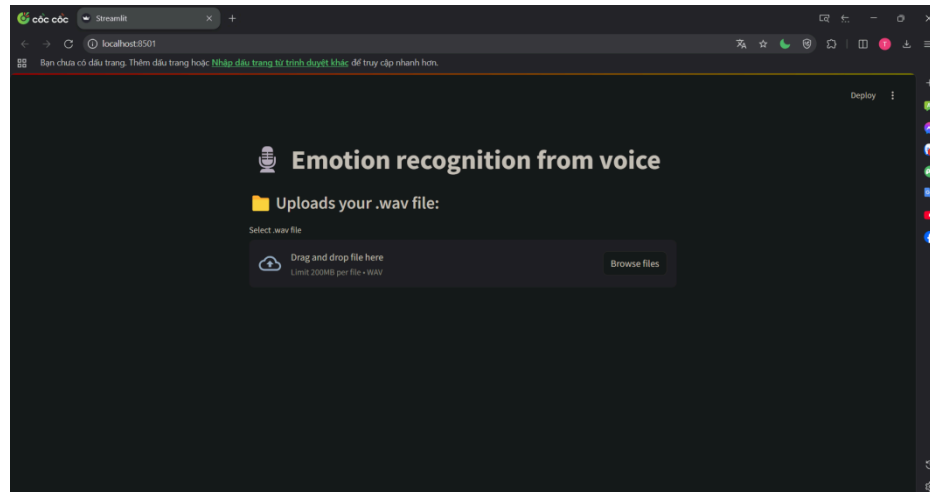 cốc cốc
Streamlit
localhost:8501
Bạn chưa có dấu trang. Thêm dấu trang hoặc Nhập dấu trang từ trình duyệt khác để truy cập nhanh hơn.
Deploy
Emotion recognition from voice
Uploads your .wav file:
Select .wav file
Drag and drop file here
Limit 200MB per file • WAV
Browse files